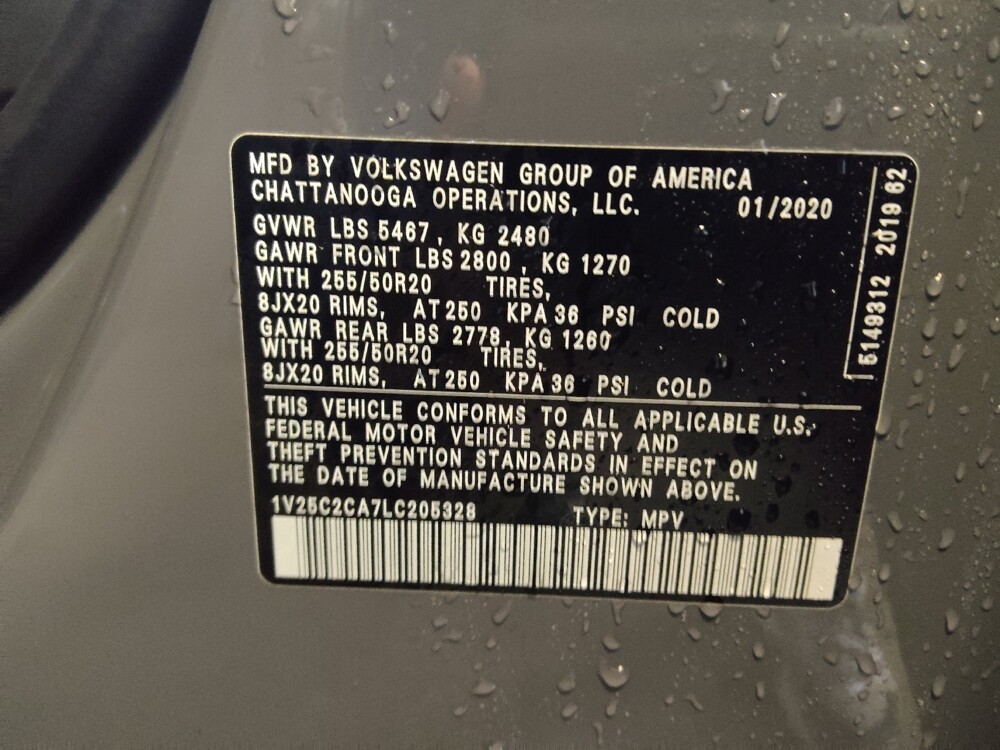 MFD BY VOLKSWAGEN GROUP OF AMERICA
CHATTANOOGA OPERATIONS, LLC. 01/2020
GVWR LBS 5467, KG 2480
GAWR FRONT LBS 2800, KG 1270
WITH 255/50R20 TIRES,
8JX20 RIMS, AT 250 KPA 36 PSI COLD
GAWR REAR LBS 2778, KG 1260
WITH 255/50R20 TIRES,
8JX20 RIMS, AT 250 KPA 36 PSI COLD
THIS VEHICLE CONFORMS TO ALL APPLICABLE U.S.
FEDERAL MOTOR VEHICLE SAFETY AND
THEFT PREVENTION STANDARDS IN EFFECT ON
THE DATE OF MANUFACTURE SHOWN ABOVE.
1V25C2CA7LC205328 TYPE: MPV
5149312 2019 62